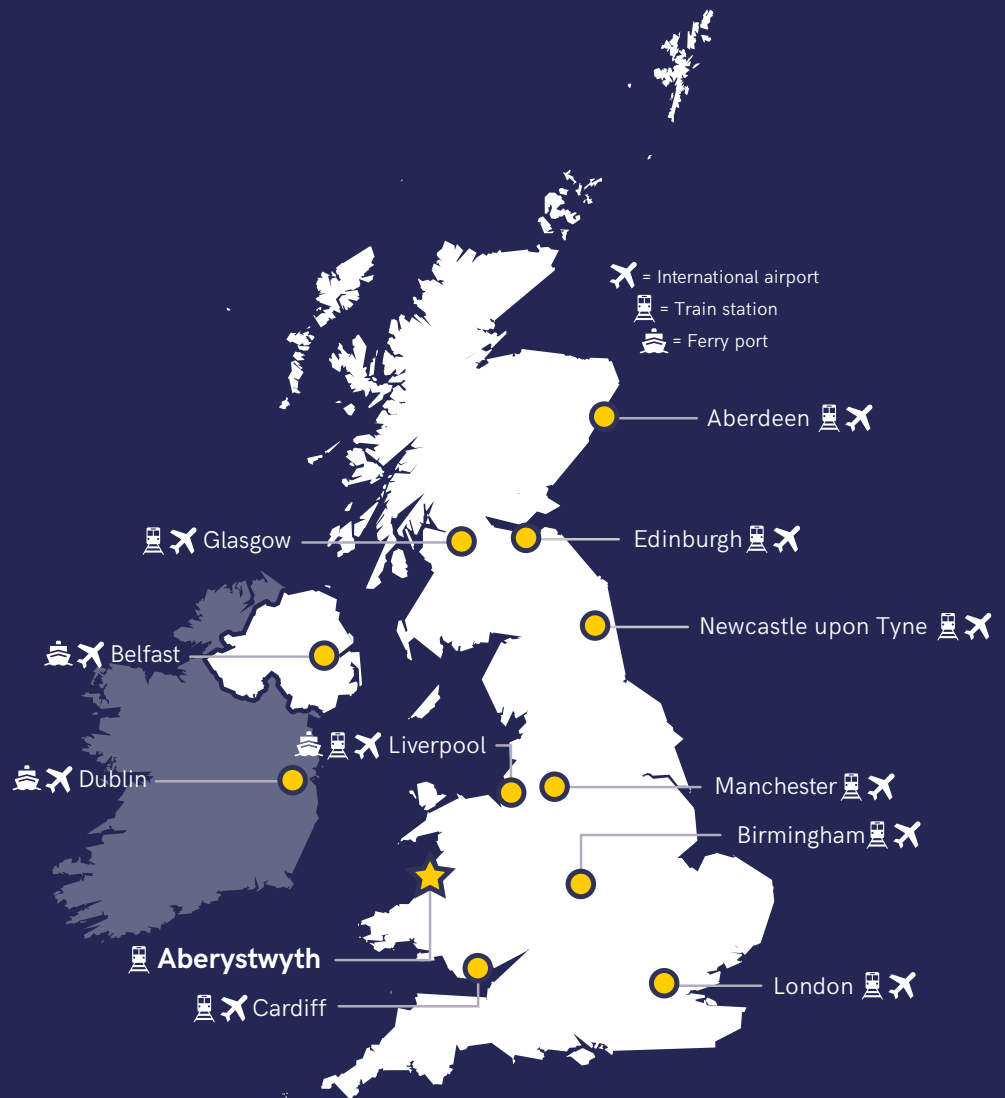 = International airport
= Train station
= Ferry port
Aberdeen
Glasgow
Edinburgh
Newcastle upon Tyne
Belfast
Liverpool
Dublin
Manchester
Birmingham
Aberystwyth
London
Cardiff